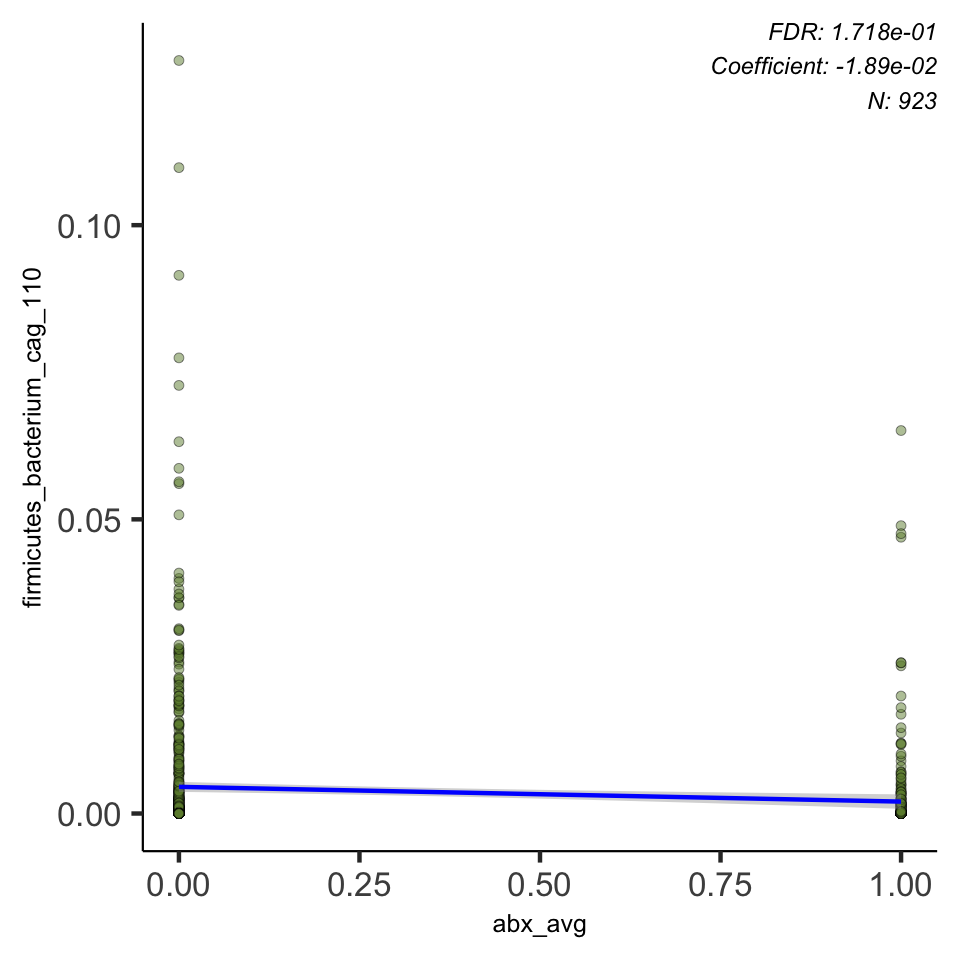 FDR: 1.718e-01
Coefficient: -1.89e-02
N: 923
0.10
0.05
0.00
firmicutes_bacterium_cag_110
0.00 0.25 0.50 0.75 1.00
abx_avg